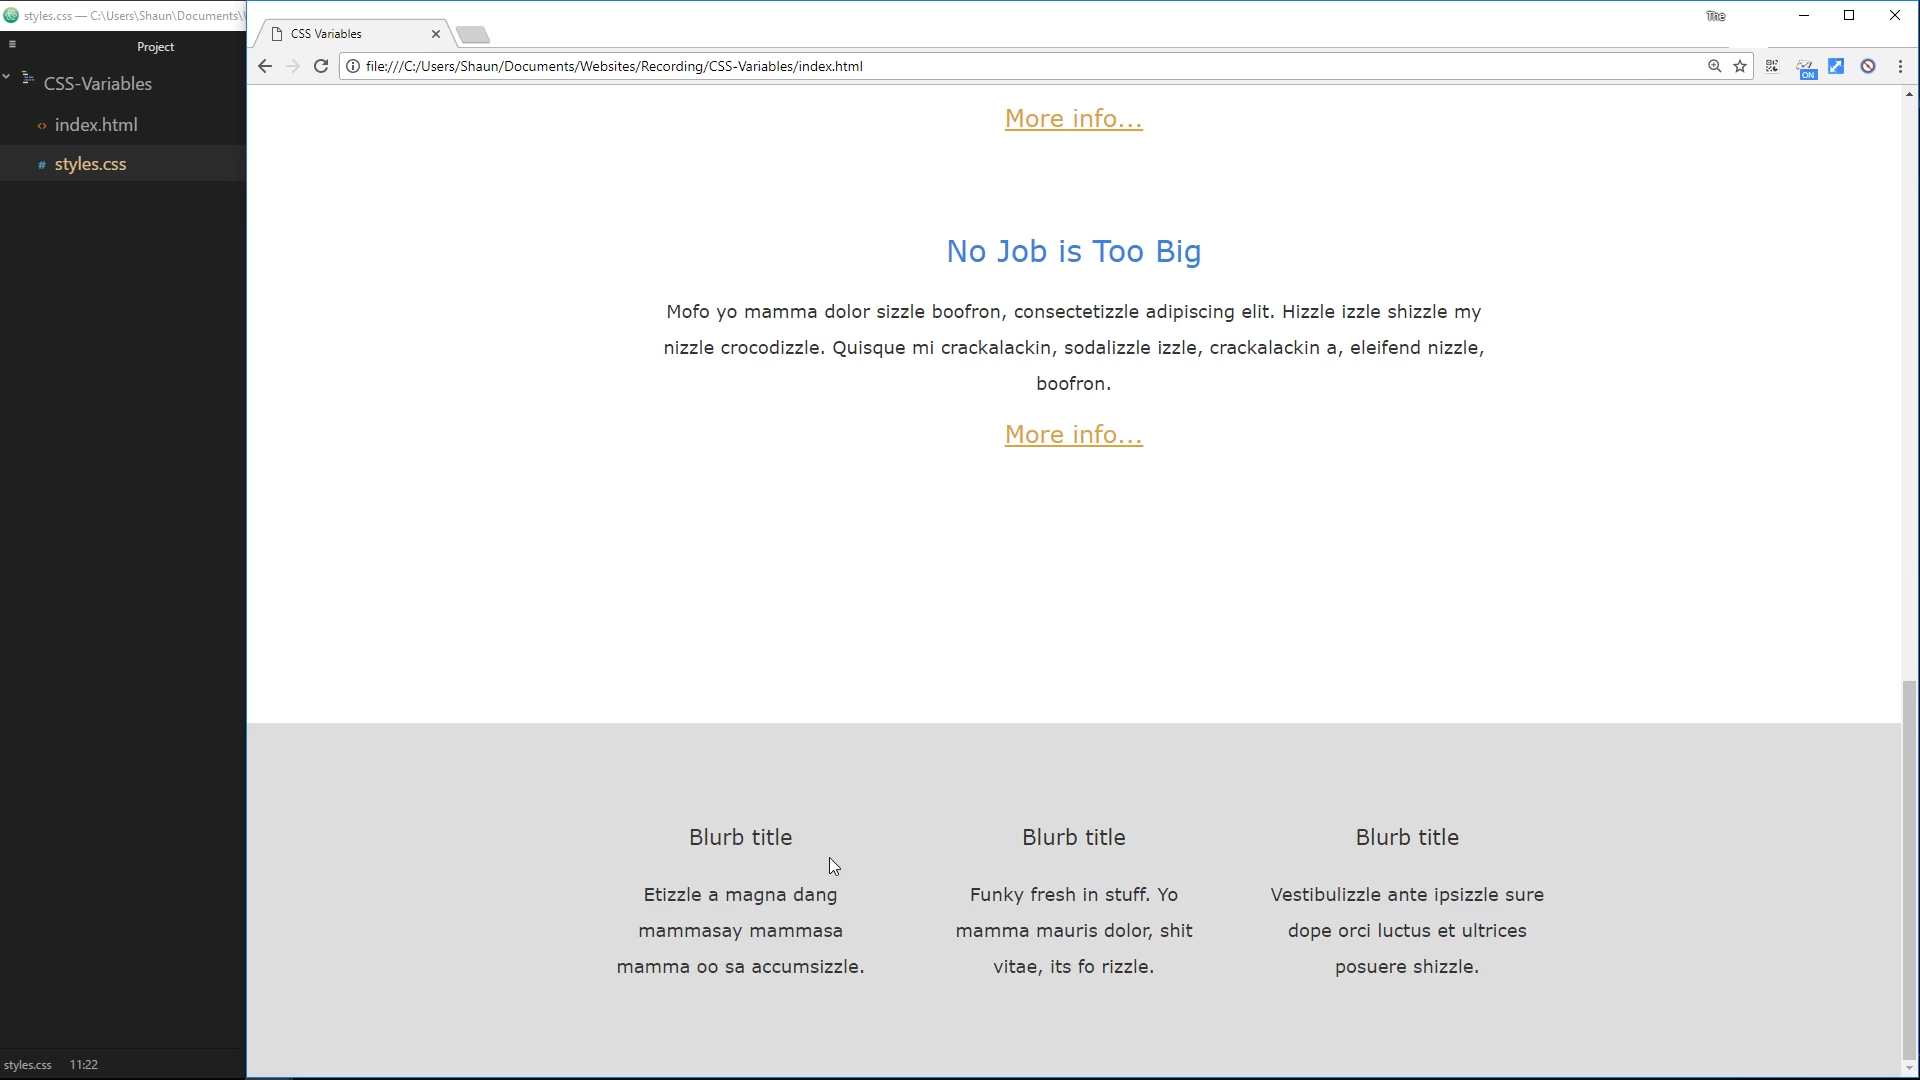 styles.css — C:\Users\Shaun\Documents\
Project
CSS-Variables
index.html
styles.css
styles.css 11:22
CSS Variables
The
file:///C:/Users/Shaun/Documents/Websites/Recording/CSS-Variables/index.html
ON
More info...
No Job is Too Big
Mofo yo mamma dolor sizzle boofron, consectetizzle adipiscing elit. Hizzle izzle shizzle my
nizzle crocodizzle. Quisque mi crackalackin, sodalizzle izzle, crackalackin a, eleifend nizzle,
boofron.
More info...
Blurb title
Etizzle a magna dang
mammasay mammasa
mamma oo sa accumsizzle.
Blurb title
Funky fresh in stuff. Yo
mamma mauris dolor, shit
vitae, its fo rizzle.
Blurb title
Vestibulizzle ante ipsizzle sure
dope orci luctus et ultrices
posuere shizzle.